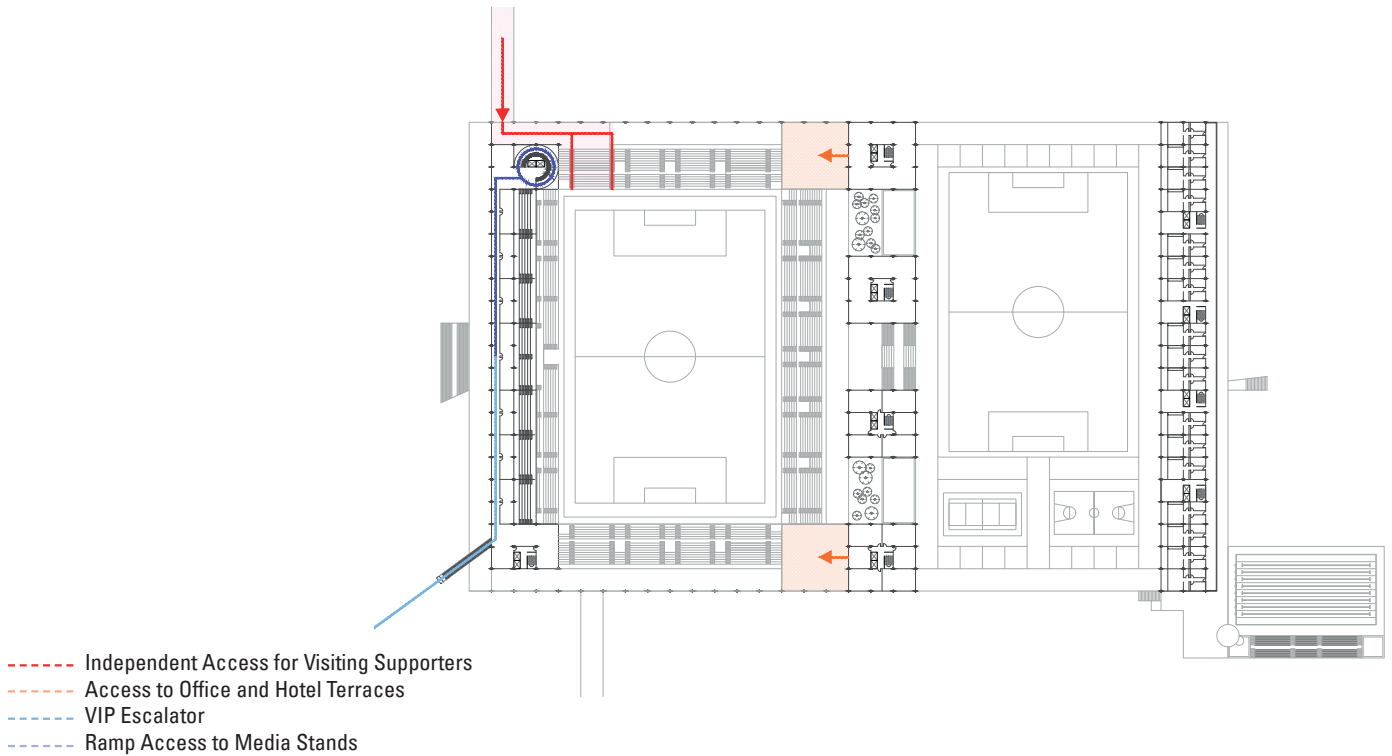 Independent Access for Visiting Supporters
Access to Office and Hotel Terraces
VIP Escalator
Ramp Access to Media Stands